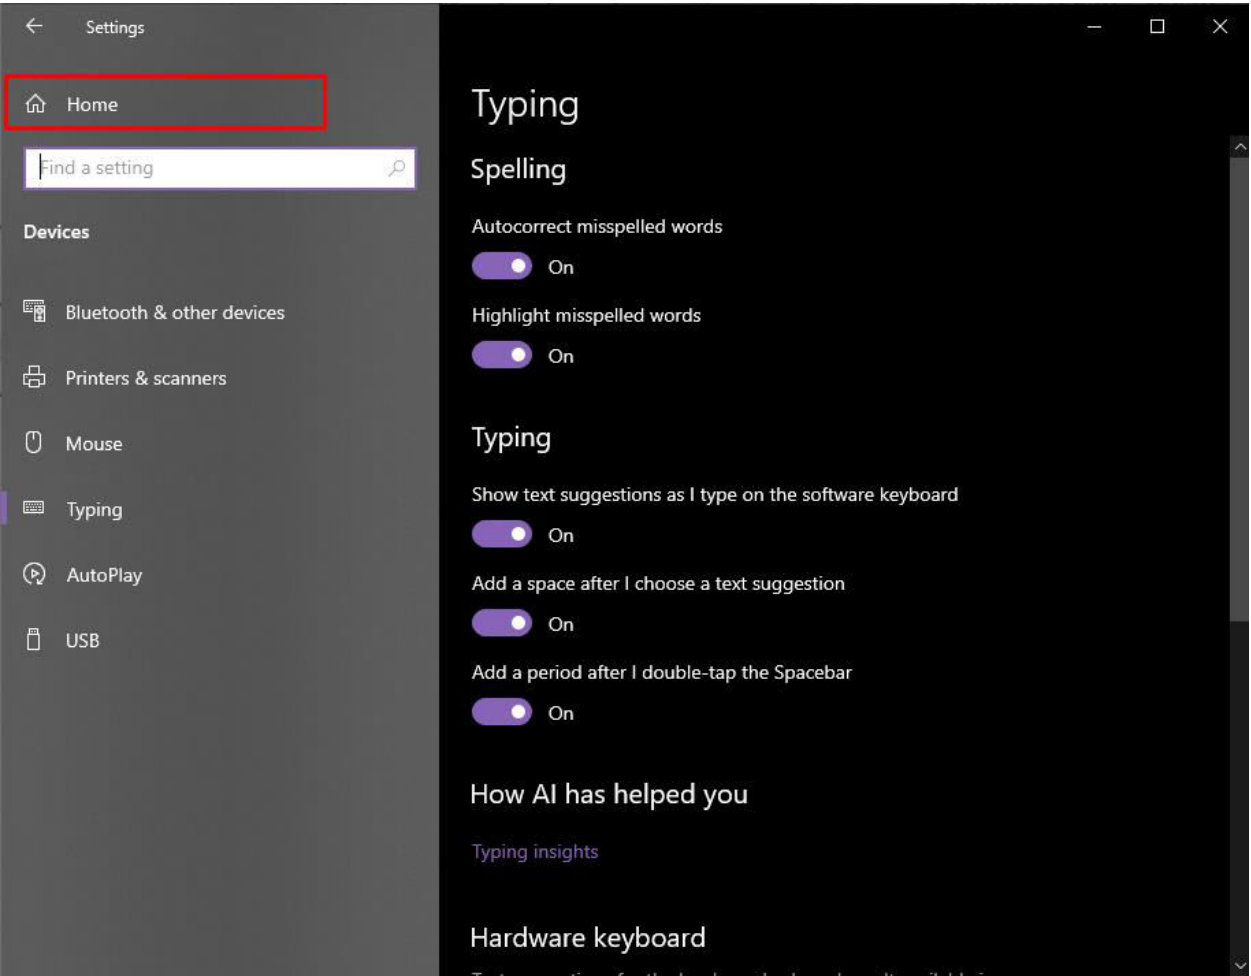 Settings
Home
Find a setting
Devices
Bluetooth & other devices
Printers & scanners
Mouse
Typing
AutoPlay
USB
Typing
Spelling
Autocorrect misspelled words
On
Highlight misspelled words
On
Typing
Show text suggestions as I type on the software keyboard
On
Add a space after I choose a text suggestion
On
Add a period after I double-tap the Spacebar
On
How AI has helped you
Typing insights
Hardware keyboard